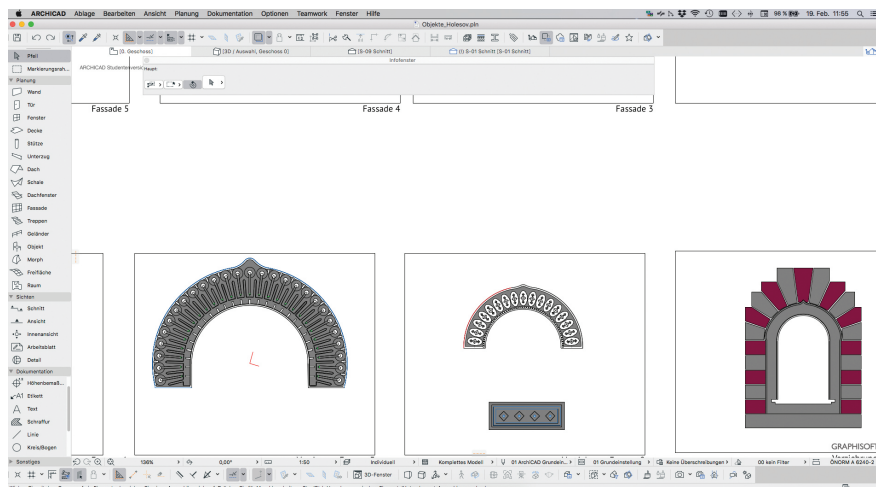 ARCHICAD Ablage Bearbeiten Ansicht Planung Dokumentation Optionen Teamwork Fenster Hilfe
98 % 19. Feb. 11:55
Objekte_Holesov.pln
[0. Geschoss]
[3D / Auswahl, Geschoss 0]
[S-09 Schnitt]
(!) S-01 Schnitt [S-01 Schnitt]
Infofenster
Haupt:
ARCHICAD Studentenversi
Pfeil
Markierungsrah...
Planung
Wand
Tür
Fenster
Decke
Stütze
Unterzug
Dach
Schale
Dachfenster
Fassade
Treppen
Geländer
Objekt
Morph
Freifläche
Raum
Sichten
Schnitt
Ansicht
Innenansicht
Arbeitsblatt
Detail
Dokumentation
Höhenbemaß...
A1 Etikett
Text
Schraffur
Linie
Kreis/Bogen
Sonstiges
Fassade 5
Fassade 4
Fassade 3
GRAPHISOFT
136%
0,00°
1:50
Individuell
Komplettes Modell
01 ArchiCAD Grundein...
01 Grundeinstellung
Keine Überschreibungen
00 kein Filter
ÖNORM A 6240-2
3D-Fenster